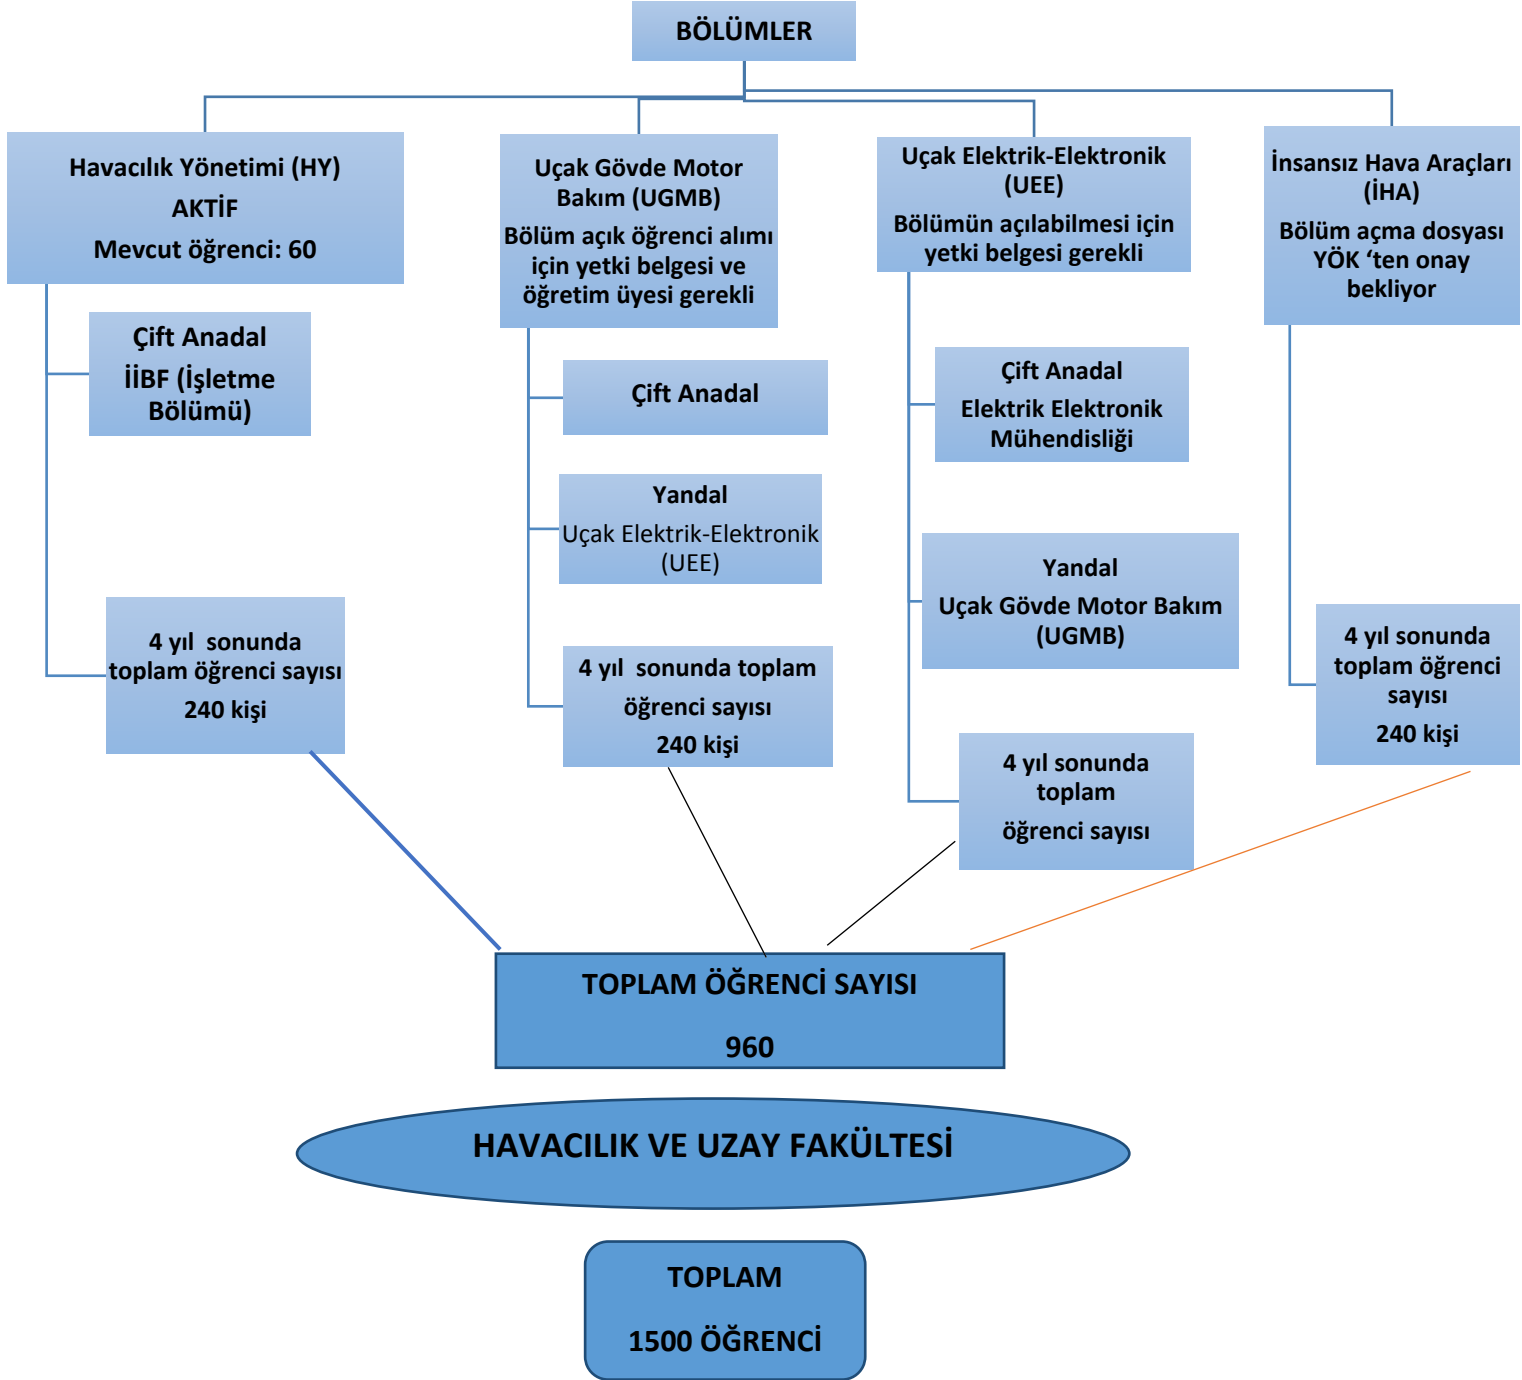 BÖLÜMLER
Havacılık Yönetimi (HY)
AKTİF
Mevcut öğrenci: 60
Çift Anadal
İİBF (İşletme
Bölümü)
4 yıl sonunda
toplam öğrenci sayısı
240 kişi
Uçak Gövde Motor
Bakım (UGMB)
Bölüm açık öğrenci alımı
için yetki belgesi ve
öğretim üyesi gerekli
Çift Anadal
Yandal
Uçak Elektrik-Elektronik
(UEE)
4 yıl sonunda toplam
öğrenci sayısı
240 kişi
Uçak Elektrik-Elektronik
(UEE)
Bölümün açılabilmesi için
yetki belgesi gerekli
Çift Anadal
Elektrik Elektronik
Mühendisliği
Yandal
Uçak Gövde Motor Bakım
(UGMB)
4 yıl sonunda
toplam
öğrenci sayısı
İnsansız Hava Araçları
(İHA)
Bölüm açma dosyası
YÖK ‘ten onay
bekliyor
4 yıl sonunda
toplam öğrenci
sayısı
240 kişi
TOPLAM ÖĞRENCİ SAYISI
960
HAVACILIK VE UZAY FAKÜLTESİ
TOPLAM
1500 ÖĞRENCİ